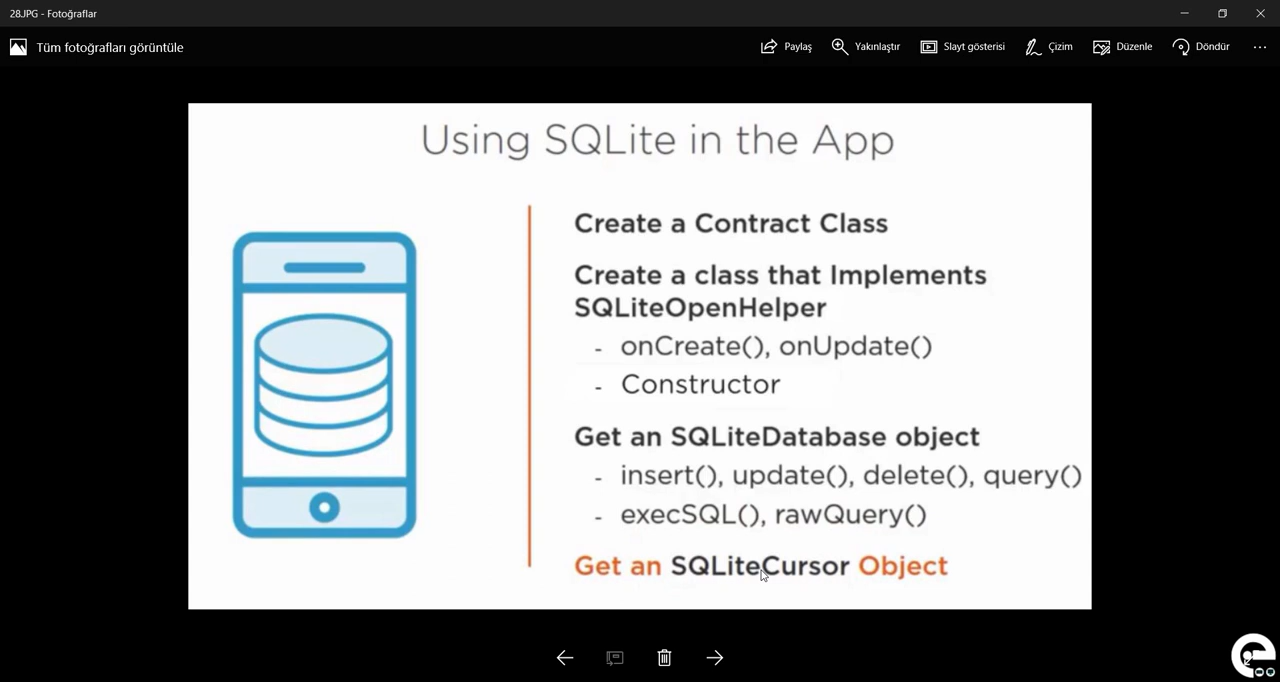 28.JPG - Fotoğraflar
Tüm fotoğrafları görüntüle
Paylaş
Yakınlaştır
Slayt gösterisi
Çizim
Düzenle
Döndür
Using SQLite in the App
Create a Contract Class
Create a class that Implements
SQLiteOpenHelper
- onCreate(), onUpdate()
- Constructor
Get an SQLiteDatabase object
- insert(), update(), delete(), query()
- execSQL(), rawQuery()
Get an SQLiteCursor Object